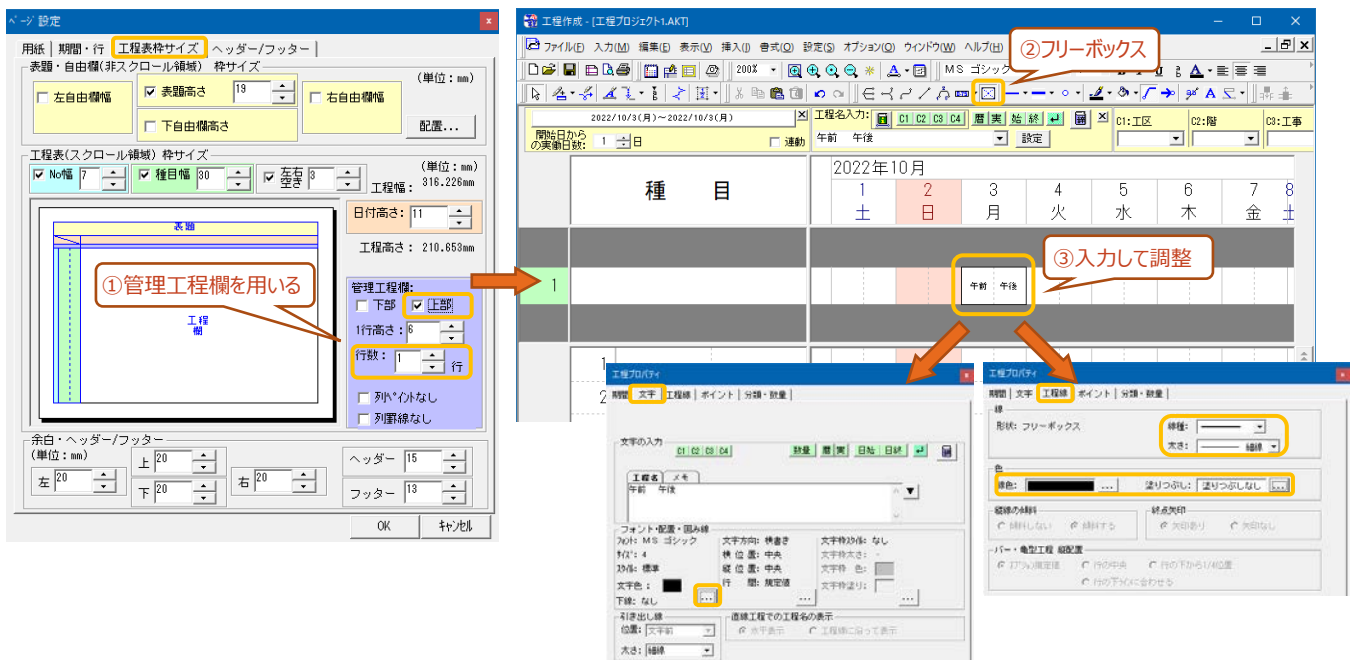 ページ設定
用紙 期間・行 工程表枠サイズ ヘッダー/フッター
表題・自由欄(非スクロール領域) 枠サイズ
(単位:mm)
左自由欄幅 表題高さ 19 右自由欄幅
下自由欄高さ 配置...
工程表(スクロール領域) 枠サイズ
(単位:mm)
No幅 7 種目幅 30 左右空き 3 工程幅: 316.226mm
日付高さ: 11
表題
工程高さ: 210.653mm
①管理工程欄を用いる
管理工程欄:
下部 上部
1行高さ: 6
行数: 1 行
工程欄
列ペイントなし
列罫線なし
余白・ヘッダー/フッター
(単位:mm)
左 20 上 20 下 20 右 20
ヘッダー 15
フッター 13
OK キャンセル
工程作成 - [工程プロジェクト1.AKT]
ファイル(F) 入力(M) 編集(E) 表示(V) 挿入(I) 書式(O) 設定(S) オプション(O) ウィンドウ(W) ヘルプ(H)
②フリーボックス
200% MS ゴシック
2022/10/3(月)~2022/10/3(月)
工程名入力: C1 C2 C3 C4 暦 実 始 終
C1:工区 C2:階 C3:工事
開始日からの実働日数: 1 日 連動
午前 午後 設定
種 目
2022年10月
1 2 3 4 5 6 7 8
土 日 月 火 水 木 金 土
③入力して調整
1
午前 午後
1
2
工程プロパティ
期間 文字 工程線 ポイント 分類・数量
文字の入力
C1 C2 C3 C4 数量 暦 実 日始 日終
工程名 メモ
午前 午後
フォント・配置・囲み線
フォント: MS ゴシック 文字方向: 横書き 文字枠スタイル: なし
サイズ: 4 横 位 置: 中央 文字枠太さ: -
スタイル: 標準 縦 位 置: 中央 文字枠 色:
文字色: 行 間: 規定値 文字枠塗り:
下線: なし ... ... ...
引き出し線
位置: 文字前
太さ: 細線
直線工程での工程名の表示
水平表示 工程線に沿って表示
工程プロパティ
期間 文字 工程線 ポイント 分類・数量
線
形状: フリーボックス 線種:
太さ: 細線
色
線色: ... 塗りつぶし: 塗りつぶしなし ...
縦線の傾斜
傾斜しない 傾斜する
終点矢印
矢印あり 矢印なし
バー・亀型工程 縦配置
オプション規定値 行の中央 行の下から1/4位置
行の下ラインに合わせる